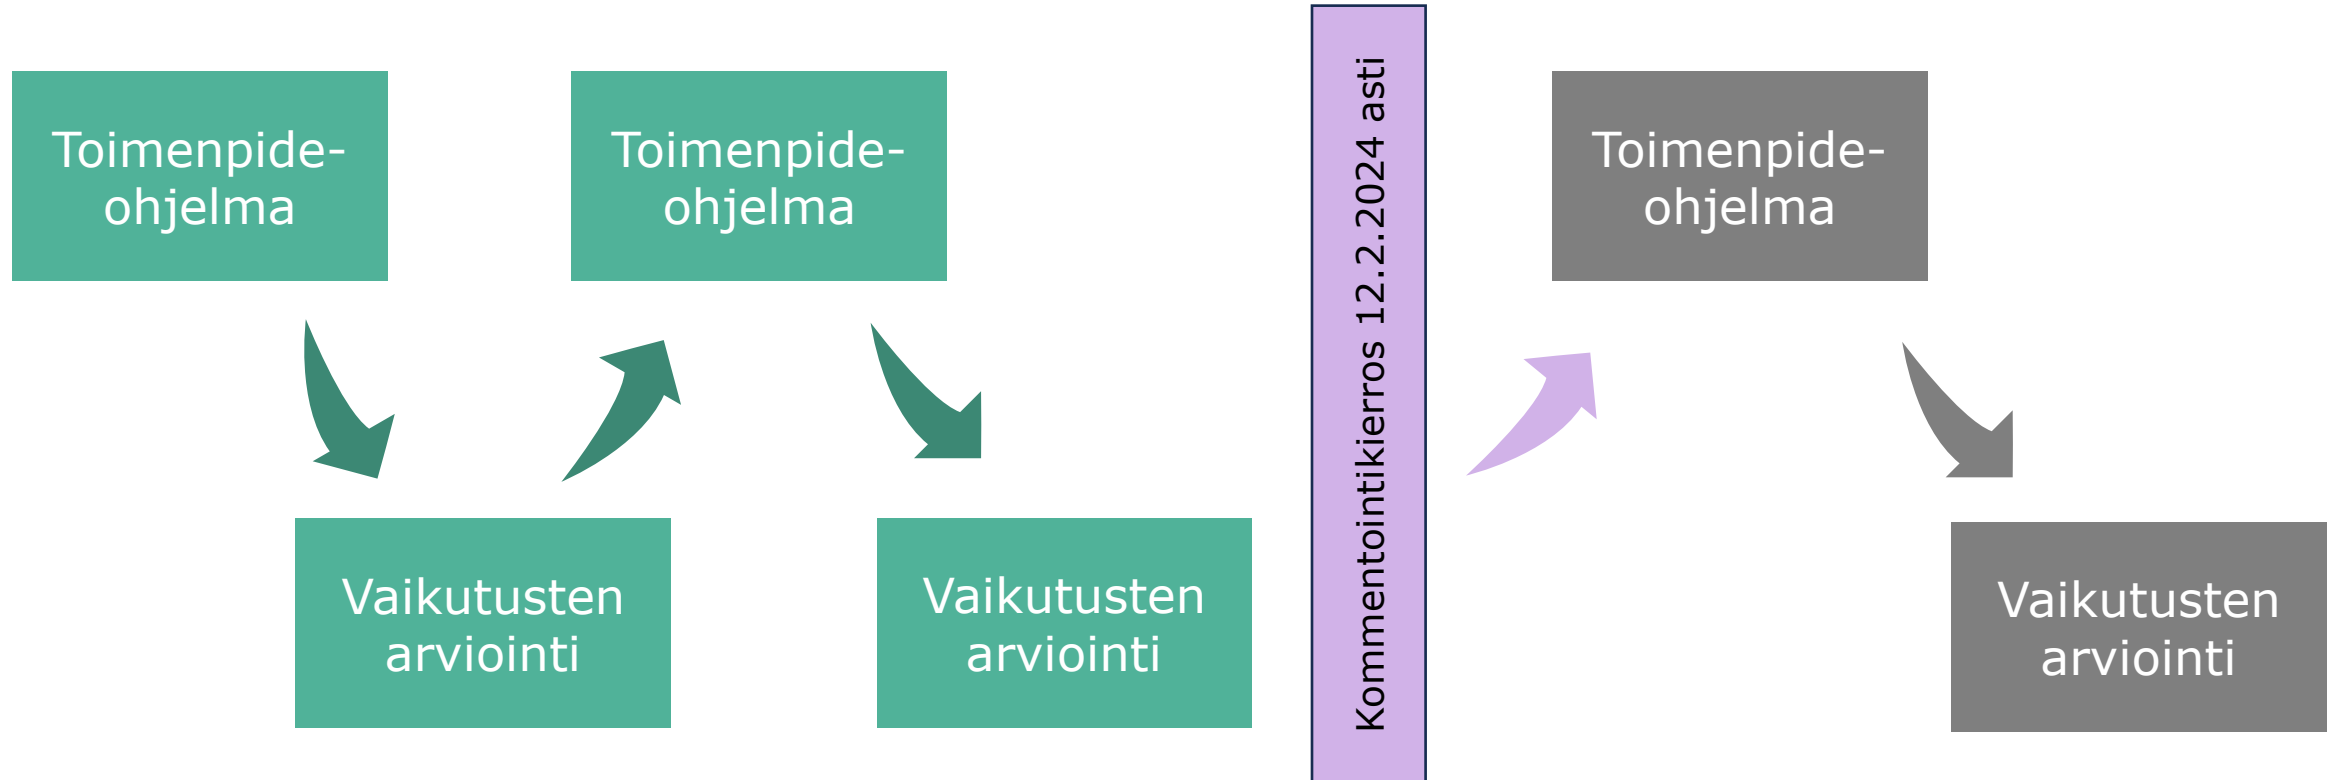 Toimenpide-
ohjelma
Vaikutusten
arviointi
Toimenpide-
ohjelma
Vaikutusten
arviointi
Kommentointikierros 12.2.2024 asti
Toimenpide-
ohjelma
Vaikutusten
arviointi